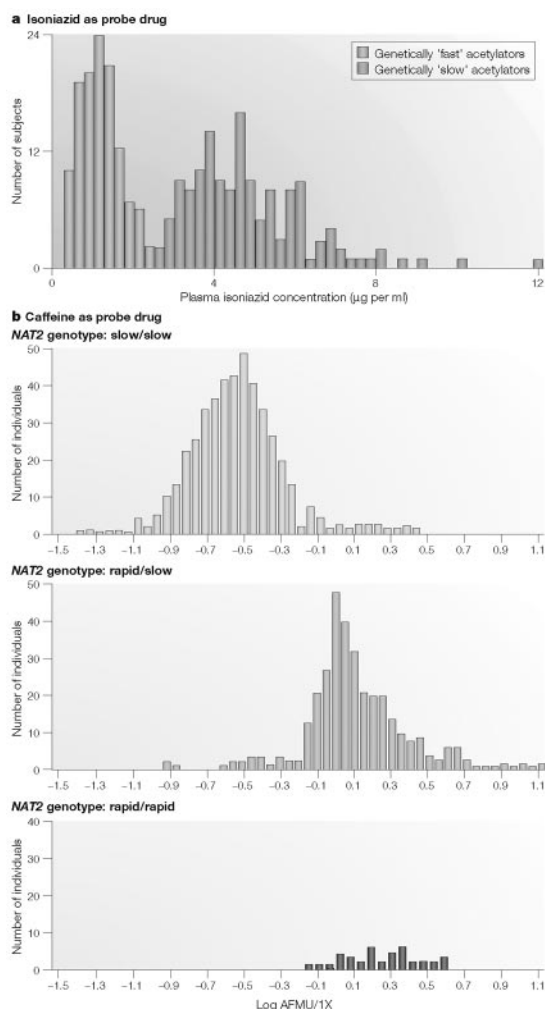 a Isoniazid as probe drug
24
12
0
Number of subjects
Genetically 'fast' acetylators
Genetically 'slow' acetylators
0 4 8 12
Plasma isoniazid concentration (μg per ml)
b Caffeine as probe drug
NAT2 genotype: slow/slow
50
40
30
20
10
0
Number of individuals
–1.5 –1.3 –1.1 –0.9 –0.7 –0.5 –0.3 –0.1 0.1 0.3 0.5 0.7 0.9 1.1
NAT2 genotype: rapid/slow
50
40
30
20
10
0
Number of individuals
–1.5 –1.3 –1.1 –0.9 –0.7 –0.5 –0.3 –0.1 0.1 0.3 0.5 0.7 0.9 1.1
NAT2 genotype: rapid/rapid
40
30
20
10
0
Number of individuals
–1.5 –1.3 –1.1 –0.9 –0.7 –0.5 –0.3 –0.1 0.1 0.3 0.5 0.7 0.9 1.1
Log AFMU/1X